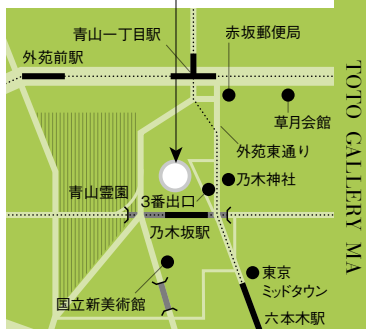 青山一丁目駅
赤坂郵便局
外苑前駅
草月会館
外苑東通り
乃木神社
青山霊園
3番出口
乃木坂駅
東京
ミッドタウン
国立新美術館
六本木駅
TOTO GALLERY MA